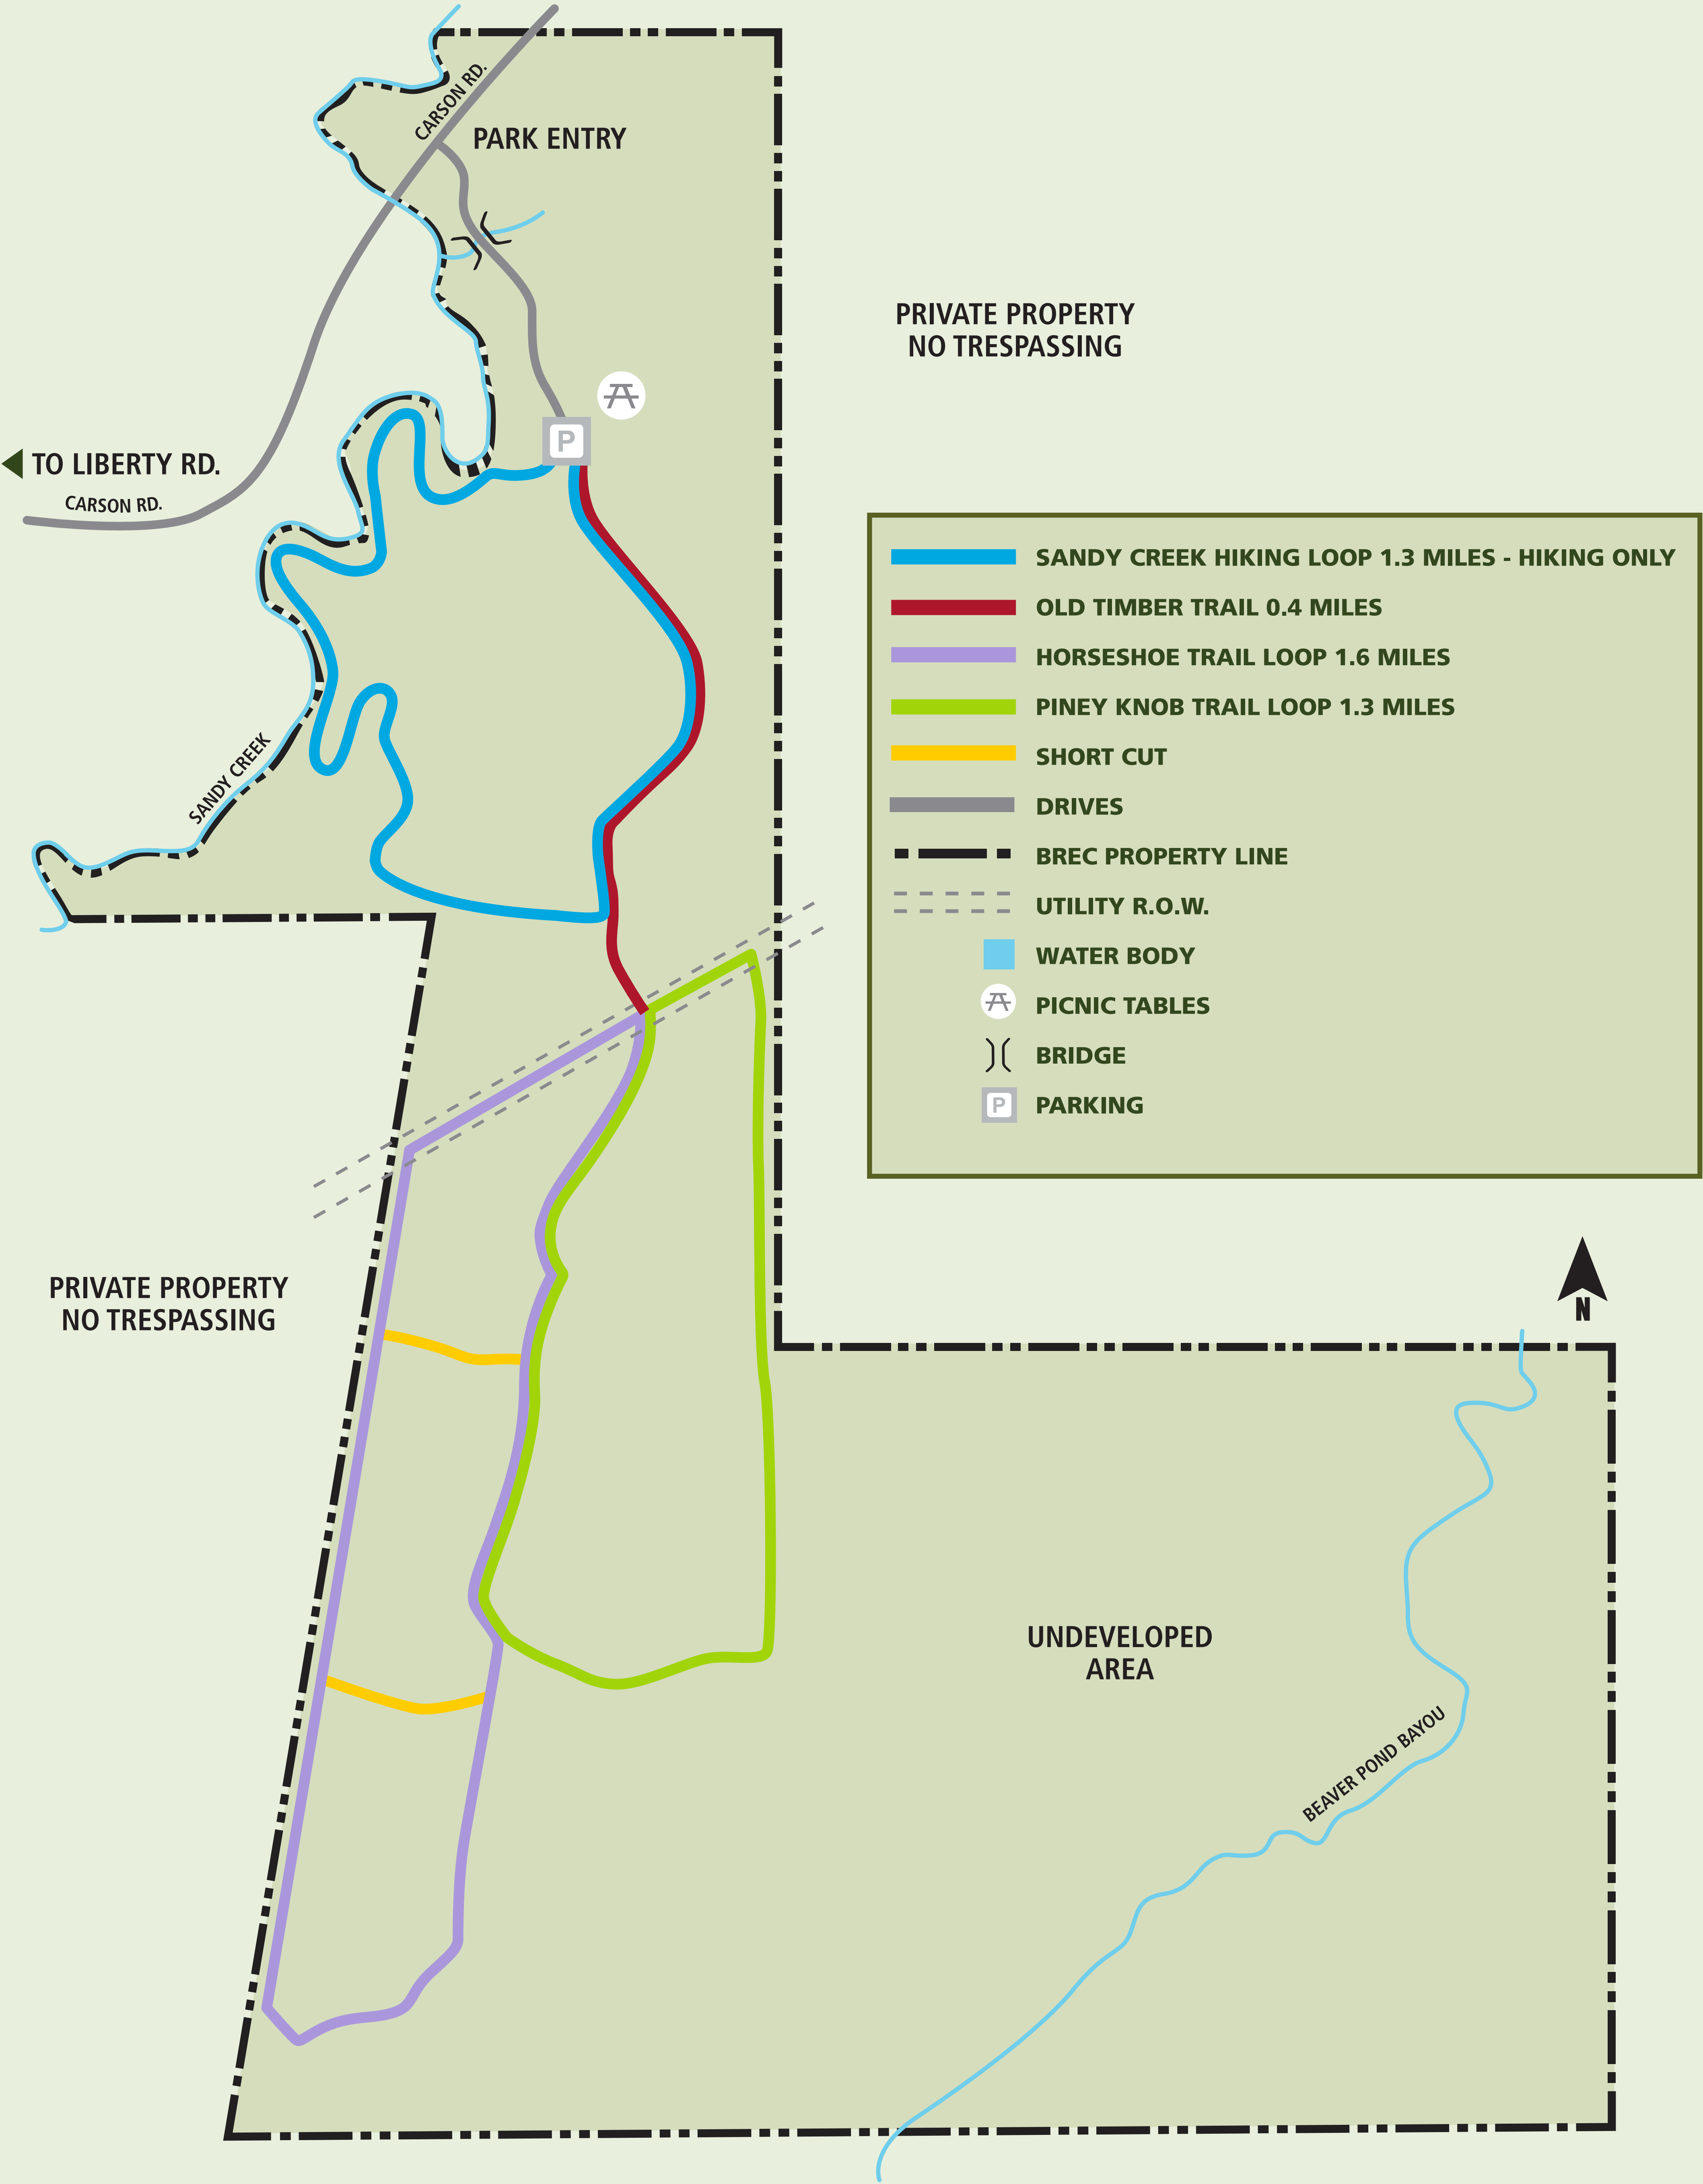 CARSON RD.
PARK ENTRY
PRIVATE PROPERTY
NO TRESPASSING
P
TO LIBERTY RD.
CARSON RD.
SANDY CREEK HIKING LOOP 1.3 MILES - HIKING ONLY
OLD TIMBER TRAIL 0.4 MILES
HORSESHOE TRAIL LOOP 1.6 MILES
PINEY KNOB TRAIL LOOP 1.3 MILES
SHORT CUT
DRIVES
BREC PROPERTY LINE
UTILITY R.O.W.
WATER BODY
PICNIC TABLES
BRIDGE
P
PARKING
SANDY CREEK
PRIVATE PROPERTY
NO TRESPASSING
N
UNDEVELOPED
AREA
BEAVER POND BAYOU